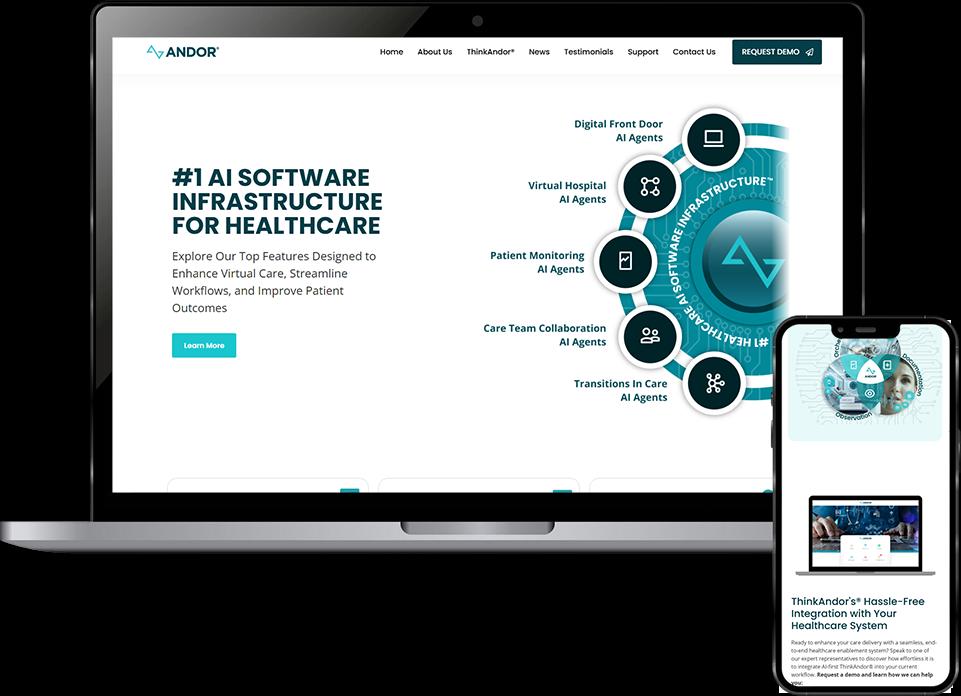 ANDOR®
Home About Us ThinkAndor® News Testimonials Support Contact Us REQUEST DEMO
#1 AI SOFTWARE
INFRASTRUCTURE
FOR HEALTHCARE
Explore Our Top Features Designed to
Enhance Virtual Care, Streamline
Workflows, and Improve Patient
Outcomes
Learn More
Digital Front Door
AI Agents
Virtual Hospital
AI Agents
Patient Monitoring
AI Agents
Care Team Collaboration
AI Agents
Transitions In Care
AI Agents
#1 HEALTHCARE AI SOFTWARE INFRASTRUCTURE™
Orche
Documentation
ANDOR
Observation
ThinkAndor's® Hassle-Free
Integration with Your
Healthcare System
Ready to enhance your care delivery with a seamless, end-
to-end healthcare enablement system? Speak to one of
our expert representatives to discover how effortless it is
to integrate AI-first ThinkAndor® into your current
workflow. Request a demo and learn how we can help
you: